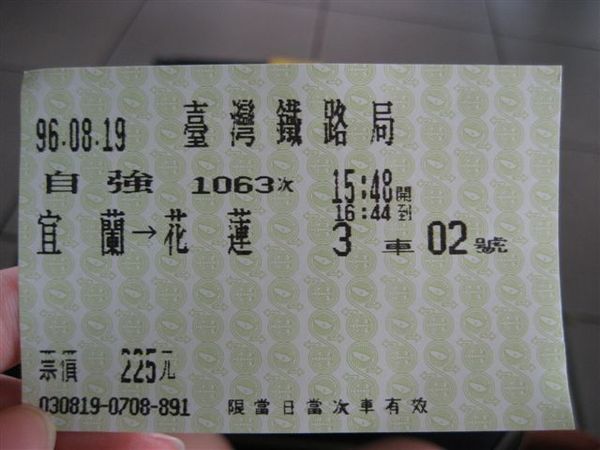 96.08.19 臺灣鐵路局
自強 1063次 15:48開
16:44到
宜蘭→花蓮 3車02號
票價 225元
030819-0708-891 限當日當次車有效